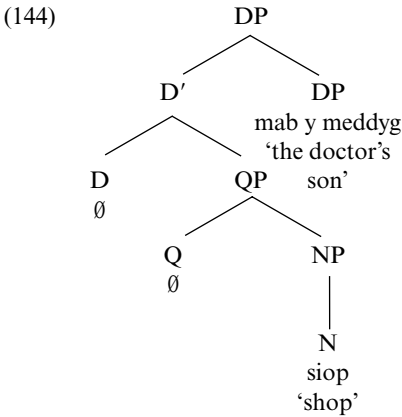 (144) DP
D′ DP
mab y meddyg
‘the doctor’s
son’
D QP
∅
Q NP
∅
N
siop
‘shop’